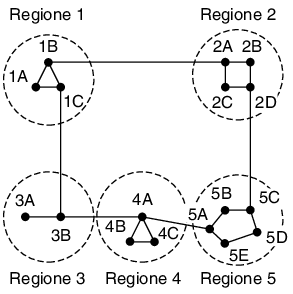 Regione 1
Regione 2
1B
2A 2B
1A
1C
2C
2D
3A
4A
5B
5C
3B
4B
4C
5A
5D
5E
Regione 3
Regione 4
Regione 5